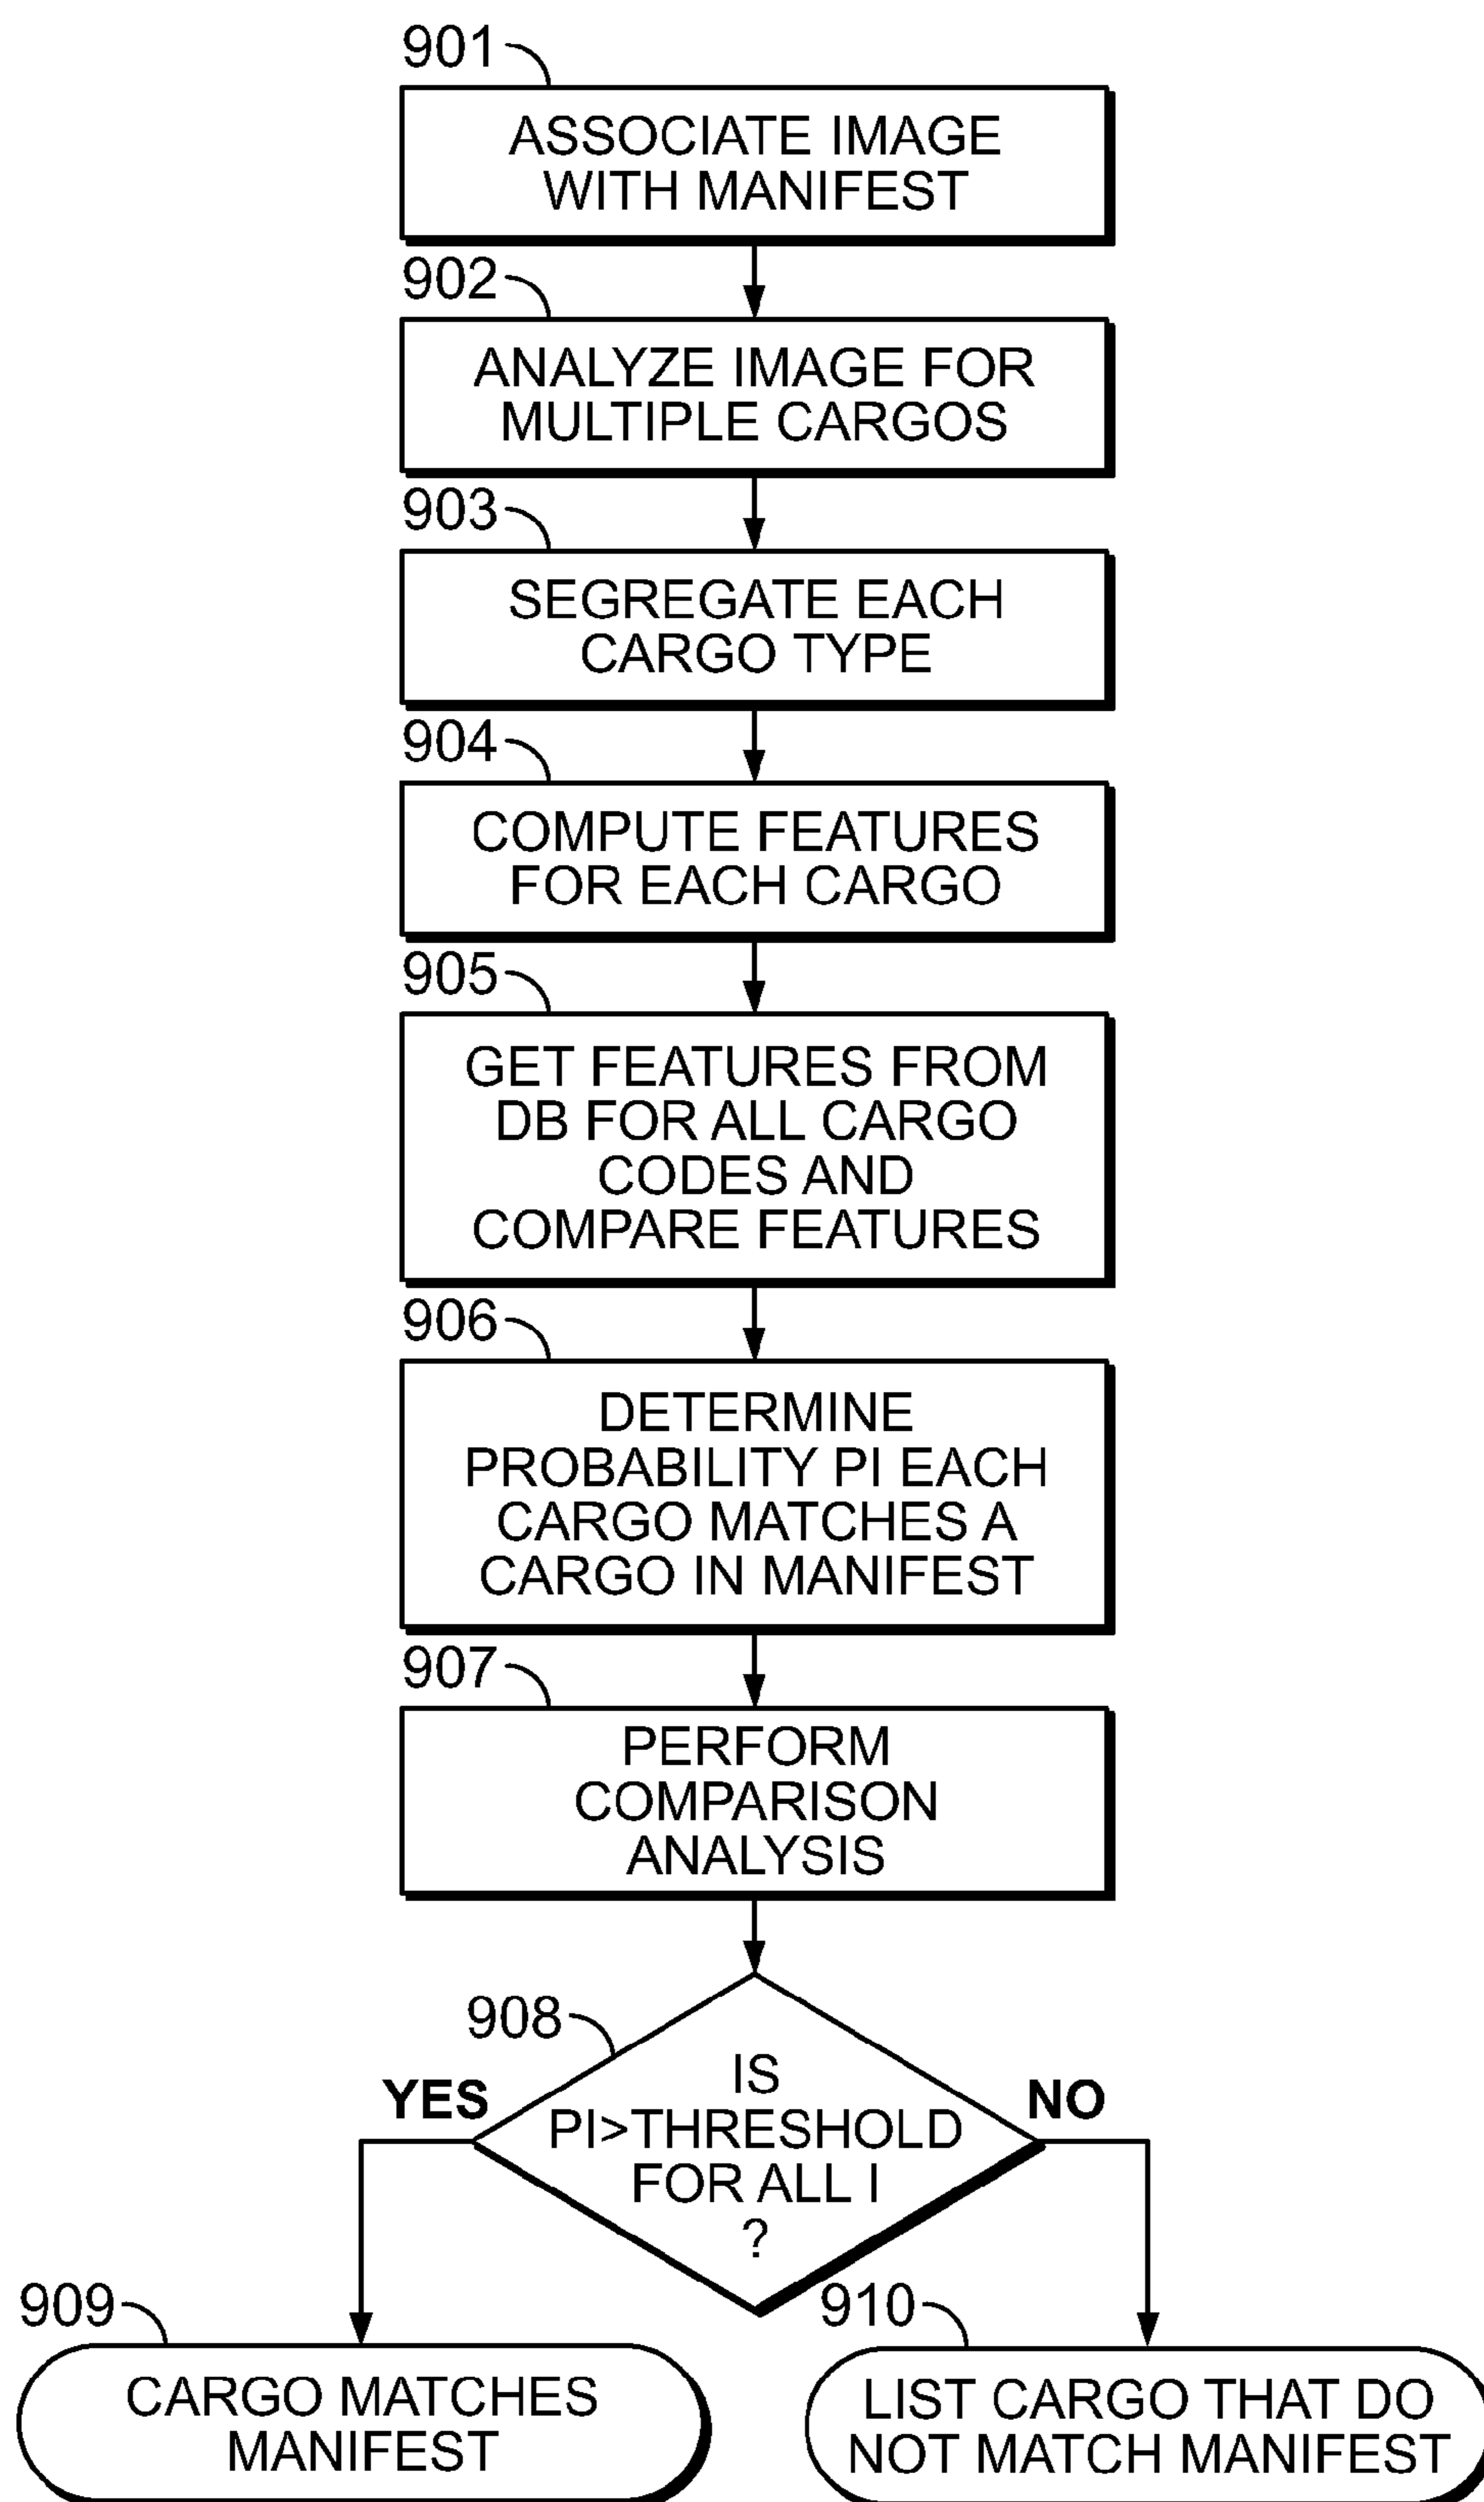 901
ASSOCIATE IMAGE
WITH MANIFEST
902
ANALYZE IMAGE FOR
MULTIPLE CARGOS
903
SEGREGATE EACH
CARGO TYPE
904
COMPUTE FEATURES
FOR EACH CARGO
905
GET FEATURES FROM
DB FOR ALL CARGO
CODES AND
COMPARE FEATURES
906
DETERMINE
PROBABILITY PI EACH
CARGO MATCHES A
CARGO IN MANIFEST
907
PERFORM
COMPARISON
ANALYSIS
908
IS
PI>THRESHOLD
FOR ALL I
?
YES
NO
909
CARGO MATCHES
MANIFEST
910
LIST CARGO THAT DO
NOT MATCH MANIFEST